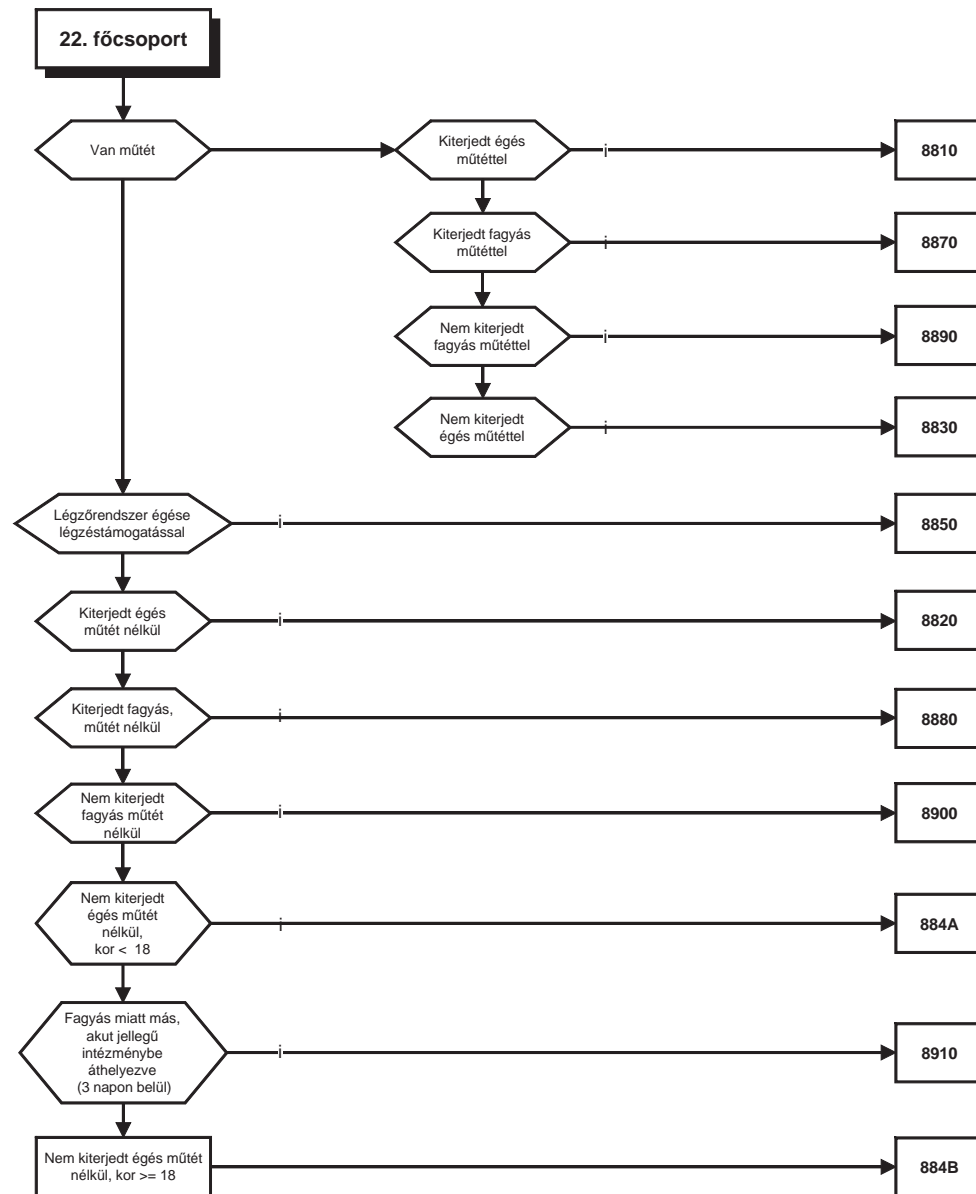 22. főcsoport
Van műtét
Kiterjedt égés
műtéttel
i
8810
Kiterjedt fagyás
műtéttel
i
8870
Nem kiterjedt
fagyás műtéttel
i
8890
Nem kiterjedt
égés műtéttel
i
8830
Légzőrendszer égése
légzéstámogatással
i
8850
Kiterjedt égés
műtét nélkül
i
8820
Kiterjedt fagyás,
műtét nélkül
i
8880
Nem kiterjedt
fagyás műtét
nélkül
i
8900
Nem kiterjedt
égés műtét
nélkül,
kor < 18
i
884A
Fagyás miatt más,
akut jellegű
intézménybe
áthelyezve
(3 napon belül)
i
8910
Nem kiterjedt égés műtét
nélkül, kor >= 18
884B